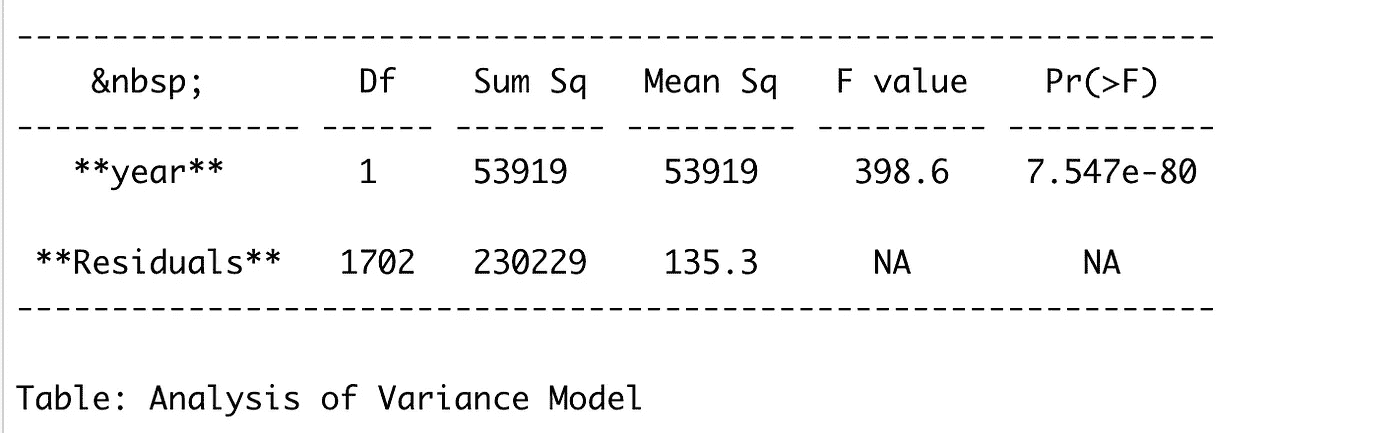 ---------------------------------------------------------------
&nbsp; Df Sum Sq Mean Sq F value Pr(>F)
--------------- ------ -------- --------- --------- -----------
**year** 1 53919 53919 398.6 7.547e-80
**Residuals** 1702 230229 135.3 NA NA
---------------------------------------------------------------
Table: Analysis of Variance Model